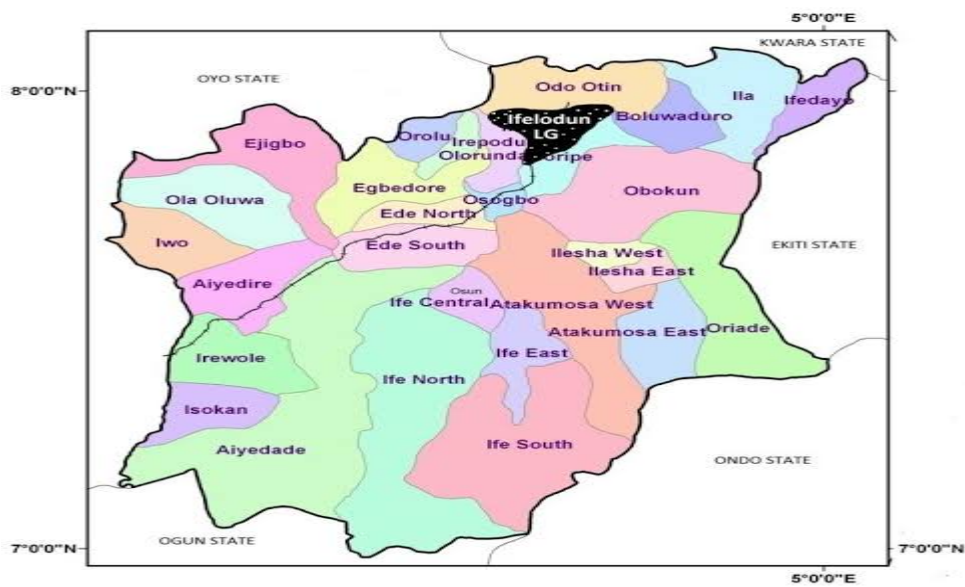 5°0'0"E
KWARA STATE
OYO STATE
8°0'0"N
Odo Otin
Ila
Ifedayo
Ifelodun
LG
Boluwaduro
Orolu
Irepodu
Ejigbo
Olorunda
oripe
Egbedore
Obokun
Ola Oluwa
Osogbo
Ede North
Iwo
Ede South
EKITI STATE
Ilesha West
Ilesha East
Aiyedire
Osun
Ife Central
Atakumosa West
Atakumosa East
Oriade
Ife East
Irewole
Ife North
Isokan
Ife South
Aiyedade
ONDO STATE
OGUN STATE
7°0'0"N
7°0'0"N
5°0'0"E